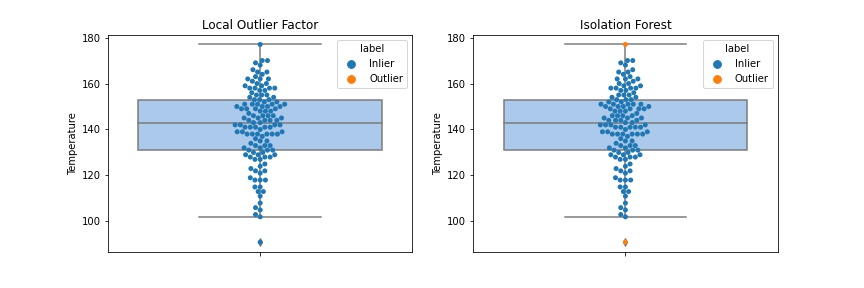 Local Outlier Factor
180
160
140
120
100
Temperature
label
Inlier
Outlier
Isolation Forest
180
160
140
120
100
Temperature
label
Inlier
Outlier